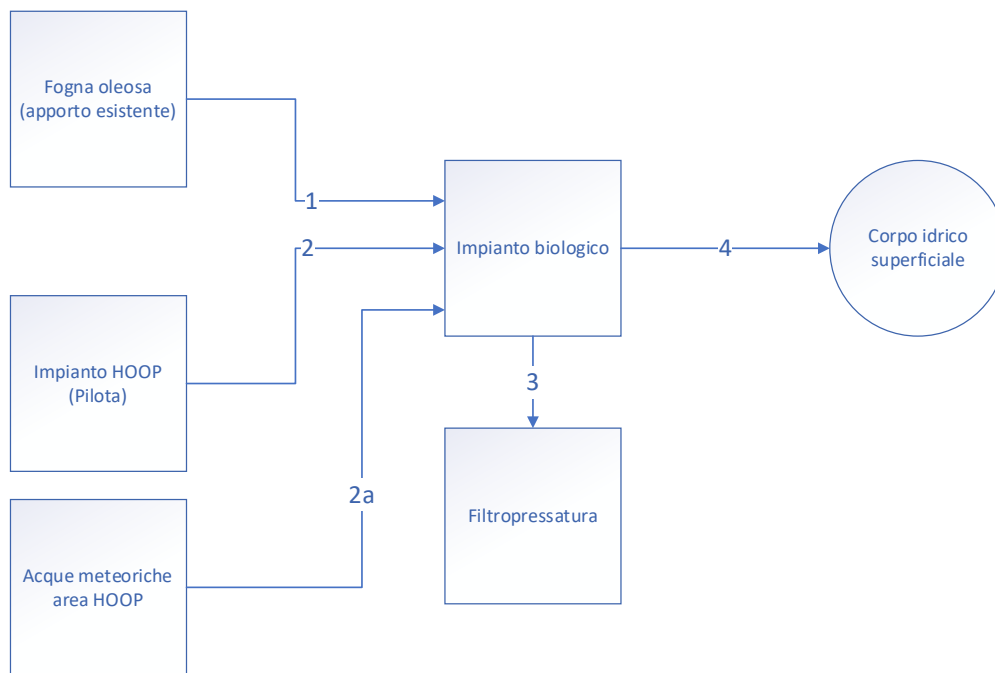 Fogna oleosa
(apporto esistente)
1
2
Impianto biologico
4
Corpo idrico
superficiale
Impianto HOOP
(Pilota)
3
2a
Filtropressatura
Acque meteoriche
area HOOP